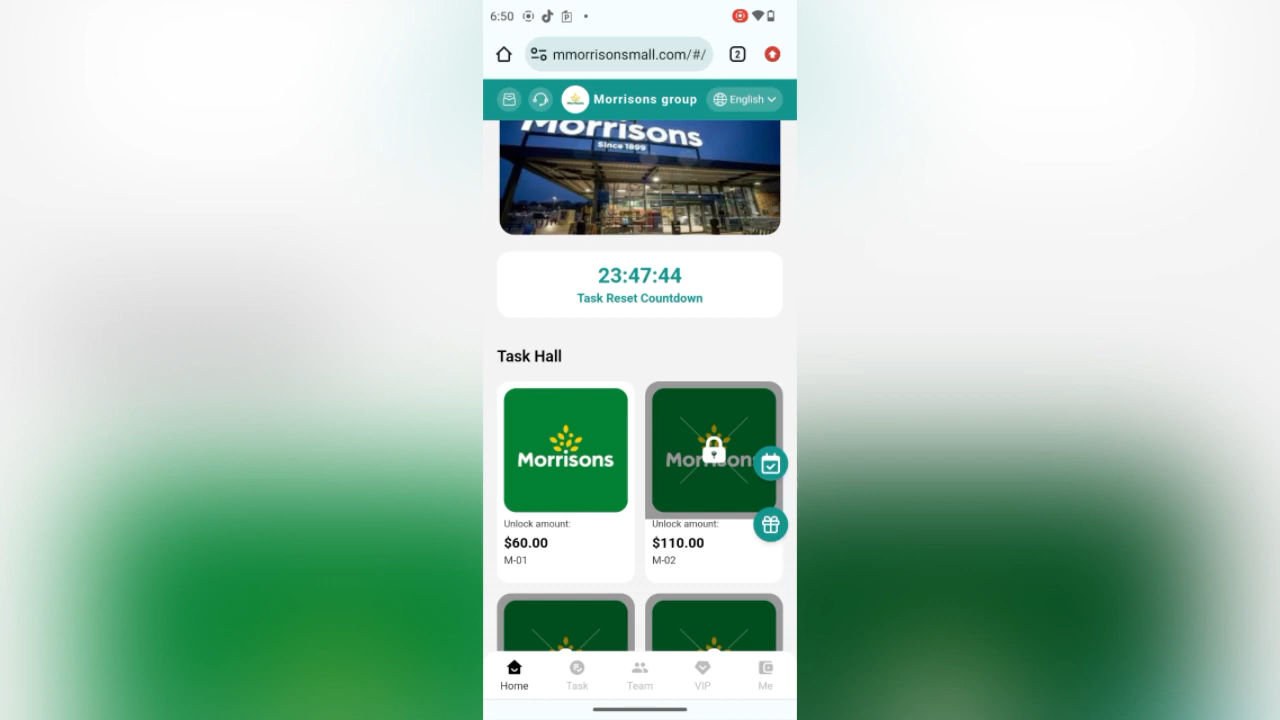 6:50
mmorrisonsmall.com/#/
2
Morrisons
Morrisons group
English
Morrisons
Since 1899
23:47:44
Task Reset Countdown
Task Hall
Morrisons
Morrisons
Unlock amount:
$60.00
M-01
Unlock amount:
$110.00
M-02
Home
Task
Team
VIP
Me